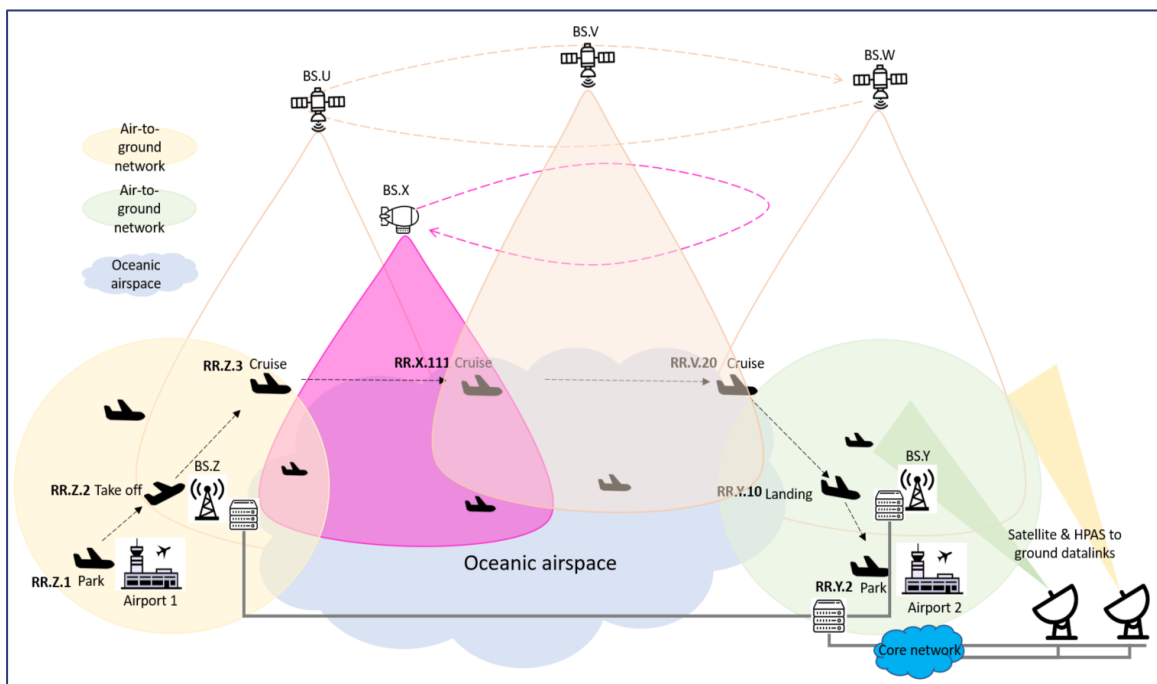 BS.V
BS.U
BS.W
Air-to-
ground
network
BS.X
Air-to-
ground
network
Oceanic
airspace
RR.Z.3 Cruise
RR.X.111 Cruise
RR.V.20 Cruise
BS.Z
BS.Y
RR.Z.2 Take off
RR.Y.10 Landing
Satellite & HPAS to
ground datalinks
Oceanic airspace
RR.Z.1 Park
RR.Y.2 Park
Airport 1
Airport 2
Core network